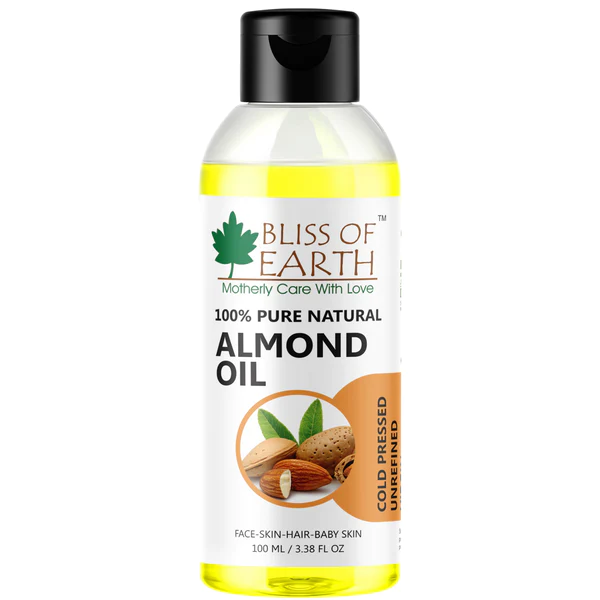 BLISS OF
EARTH
™
Motherly Care With Love
100% PURE NATURAL
ALMOND
OIL
COLD PRESSED
UNREFINED
FACE-SKIN-HAIR-BABY SKIN
100 ML / 3.38 FL OZ